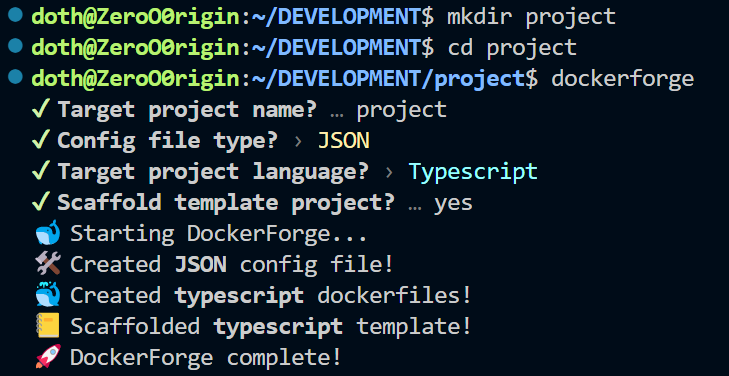 doth@ZeroO0rigin:~/DEVELOPMENT$ mkdir project
doth@ZeroO0rigin:~/DEVELOPMENT$ cd project
doth@ZeroO0rigin:~/DEVELOPMENT/project$ dockerforge
✓ Target project name? … project
✓ Config file type? › JSON
✓ Target project language? › Typescript
✓ Scaffold template project? … yes
🐋 Starting DockerForge...
🛠 Created JSON config file!
🐳 Created typescript dockerfiles!
📒 Scaffolded typescript template!
🚀 DockerForge complete!